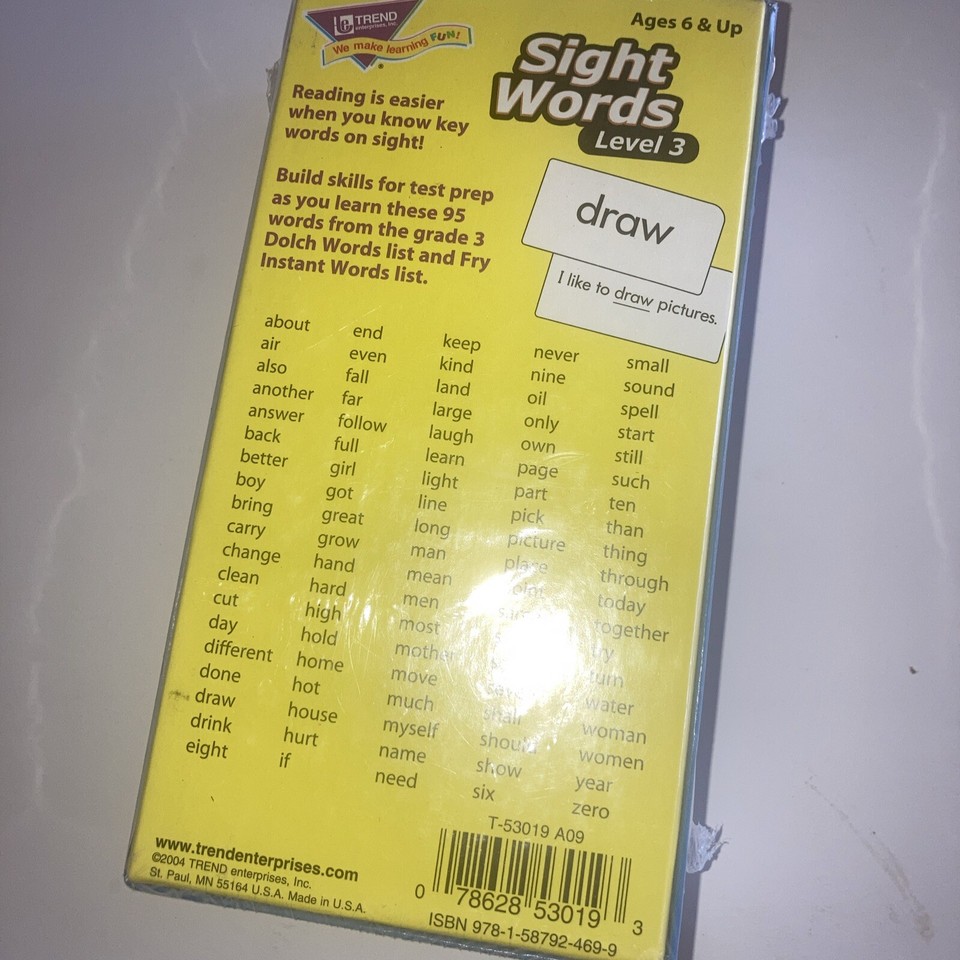 TREND
enterprises, Inc.
We make learning FUN!
Ages 6 & Up
Sight
Words
Level 3
Reading is easier
when you know key
words on sight!
Build skills for test prep
as you learn these 95
words from the grade 3
Dolch Words list and Fry
Instant Words list.
draw
I like to draw pictures.
about
air
also
another
answer
back
better
boy
bring
carry
change
clean
cut
day
different
done
draw
drink
eight
end
even
fall
far
follow
full
girl
got
great
grow
hand
hard
high
hold
home
hot
house
hurt
if
keep
kind
land
large
laugh
learn
light
line
long
man
mean
men
most
mother
move
much
myself
name
need
never
nine
oil
only
own
page
part
pick
picture
place
shall
should
show
six
small
sound
spell
start
still
such
ten
than
thing
through
today
together
try
turn
water
woman
women
year
zero
www.trendenterprises.com
©2004 TREND enterprises, Inc.
St. Paul, MN 55164 U.S.A. Made in U.S.A.
T-53019 A09
0 78628 53019 3
ISBN 978-1-58792-469-9